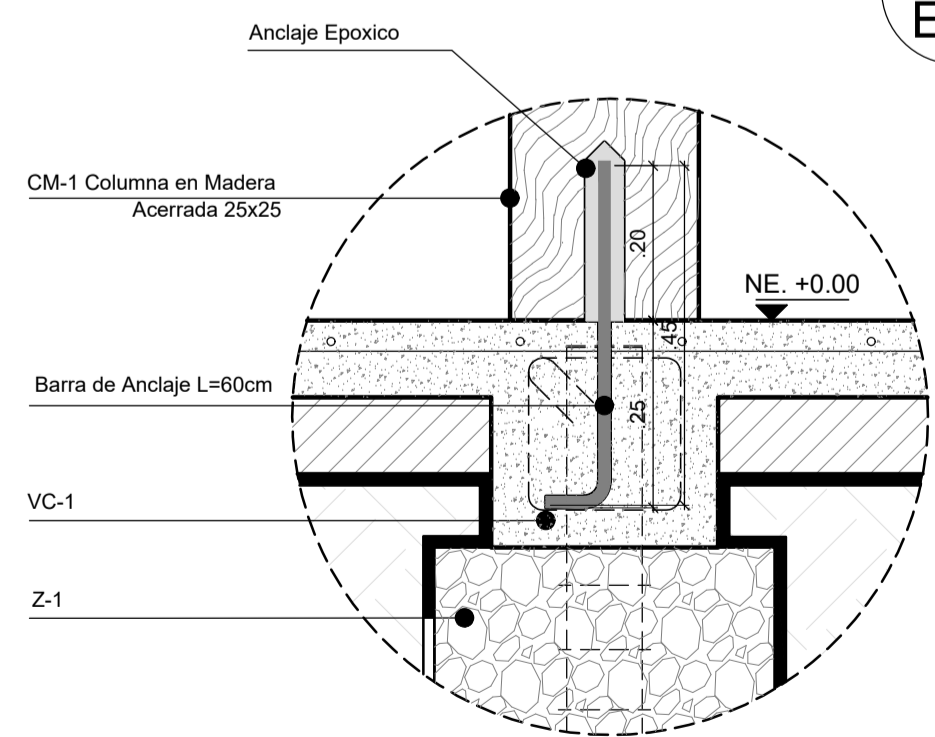 E
Anclaje Epoxico
CM-1 Columna en Madera
Acerrada 25x25
.20
NE. +0.00
.45
Barra de Anclaje L=60cm
.25
VC-1
Z-1